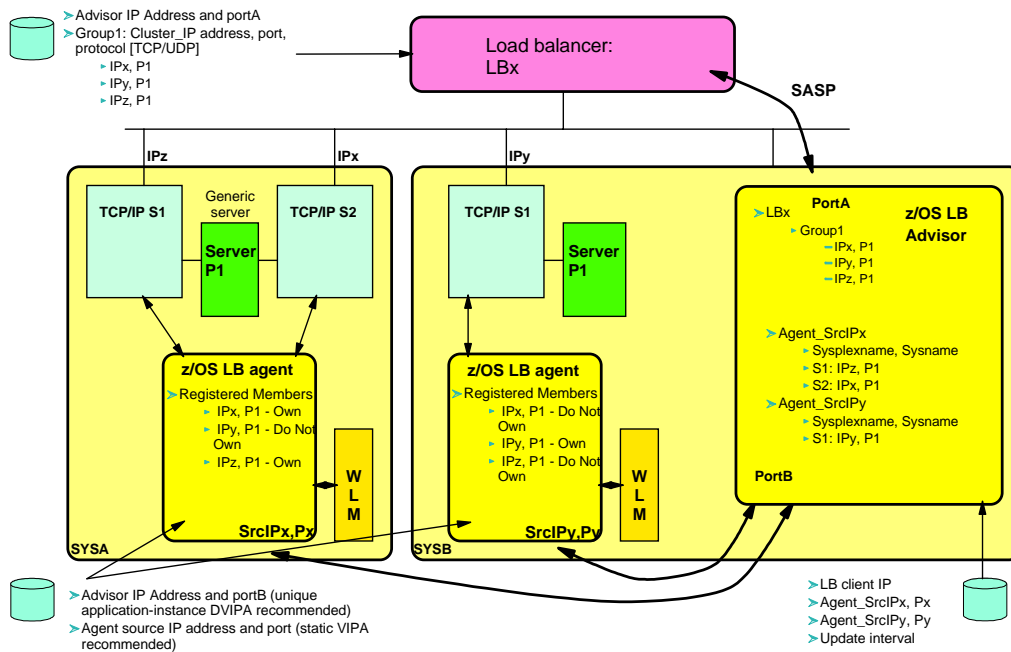 ➢Advisor IP Address and portA
➢Group1: Cluster_IP address, port,
protocol [TCP/UDP]
► IPx, P1
► IPy, P1
► IPz, P1
Load balancer:
LBx
SASP
IPz
IPx
IPy
TCP/IP S1
Generic
server
Server
P1
TCP/IP S2
TCP/IP S1
Server
P1
PortA
z/OS LB
Advisor
➢LBx
► Group1
IPx, P1
IPy, P1
IPz, P1
➢Agent_SrcIPx
► Sysplexname, Sysname
► S1: IPz, P1
► S2: IPx, P1
➢Agent_SrcIPy
► Sysplexname, Sysname
► S1: IPy, P1
PortB
z/OS LB agent
➢Registered Members
► IPx, P1 - Own
► IPy, P1 - Do Not
Own
► IPz, P1 - Own
SrcIPx,Px
W
L
M
SYSA
z/OS LB agent
➢Registered Members
► IPx, P1 - Do Not
Own
► IPy, P1 - Own
► IPz, P1 - Do Not
Own
SrcIPy,Py
W
L
M
SYSB
➢Advisor IP Address and portB (unique
application-instance DVIPA recommended)
➢Agent source IP address and port (static VIPA
recommended)
➢LB client IP
➢Agent_SrcIPx, Px
➢Agent_SrcIPy, Py
➢Update interval